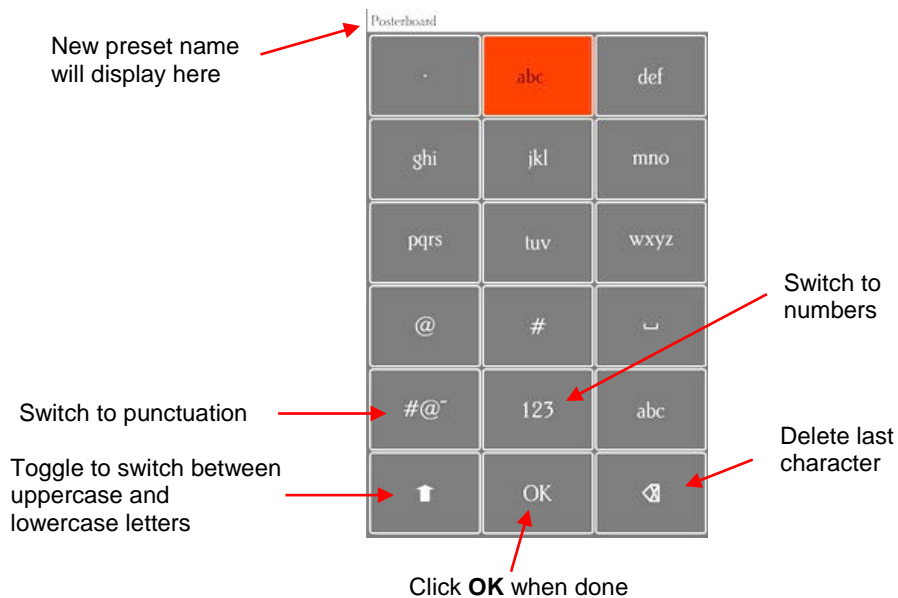 Posterboard
New preset name
will display here
.
abc
def
ghi
jkl
mno
pqrs
tuv
wxyz
Switch to
numbers
@
#
Switch to punctuation
#@¯
123
abc
Delete last
character
Toggle to switch between
uppercase and
lowercase letters
OK
Click OK when done